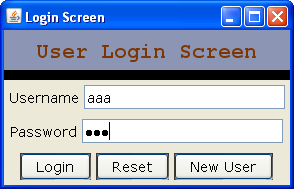 Login Screen
User Login Screen
Username aaa
Password ●●●
Login Reset New User